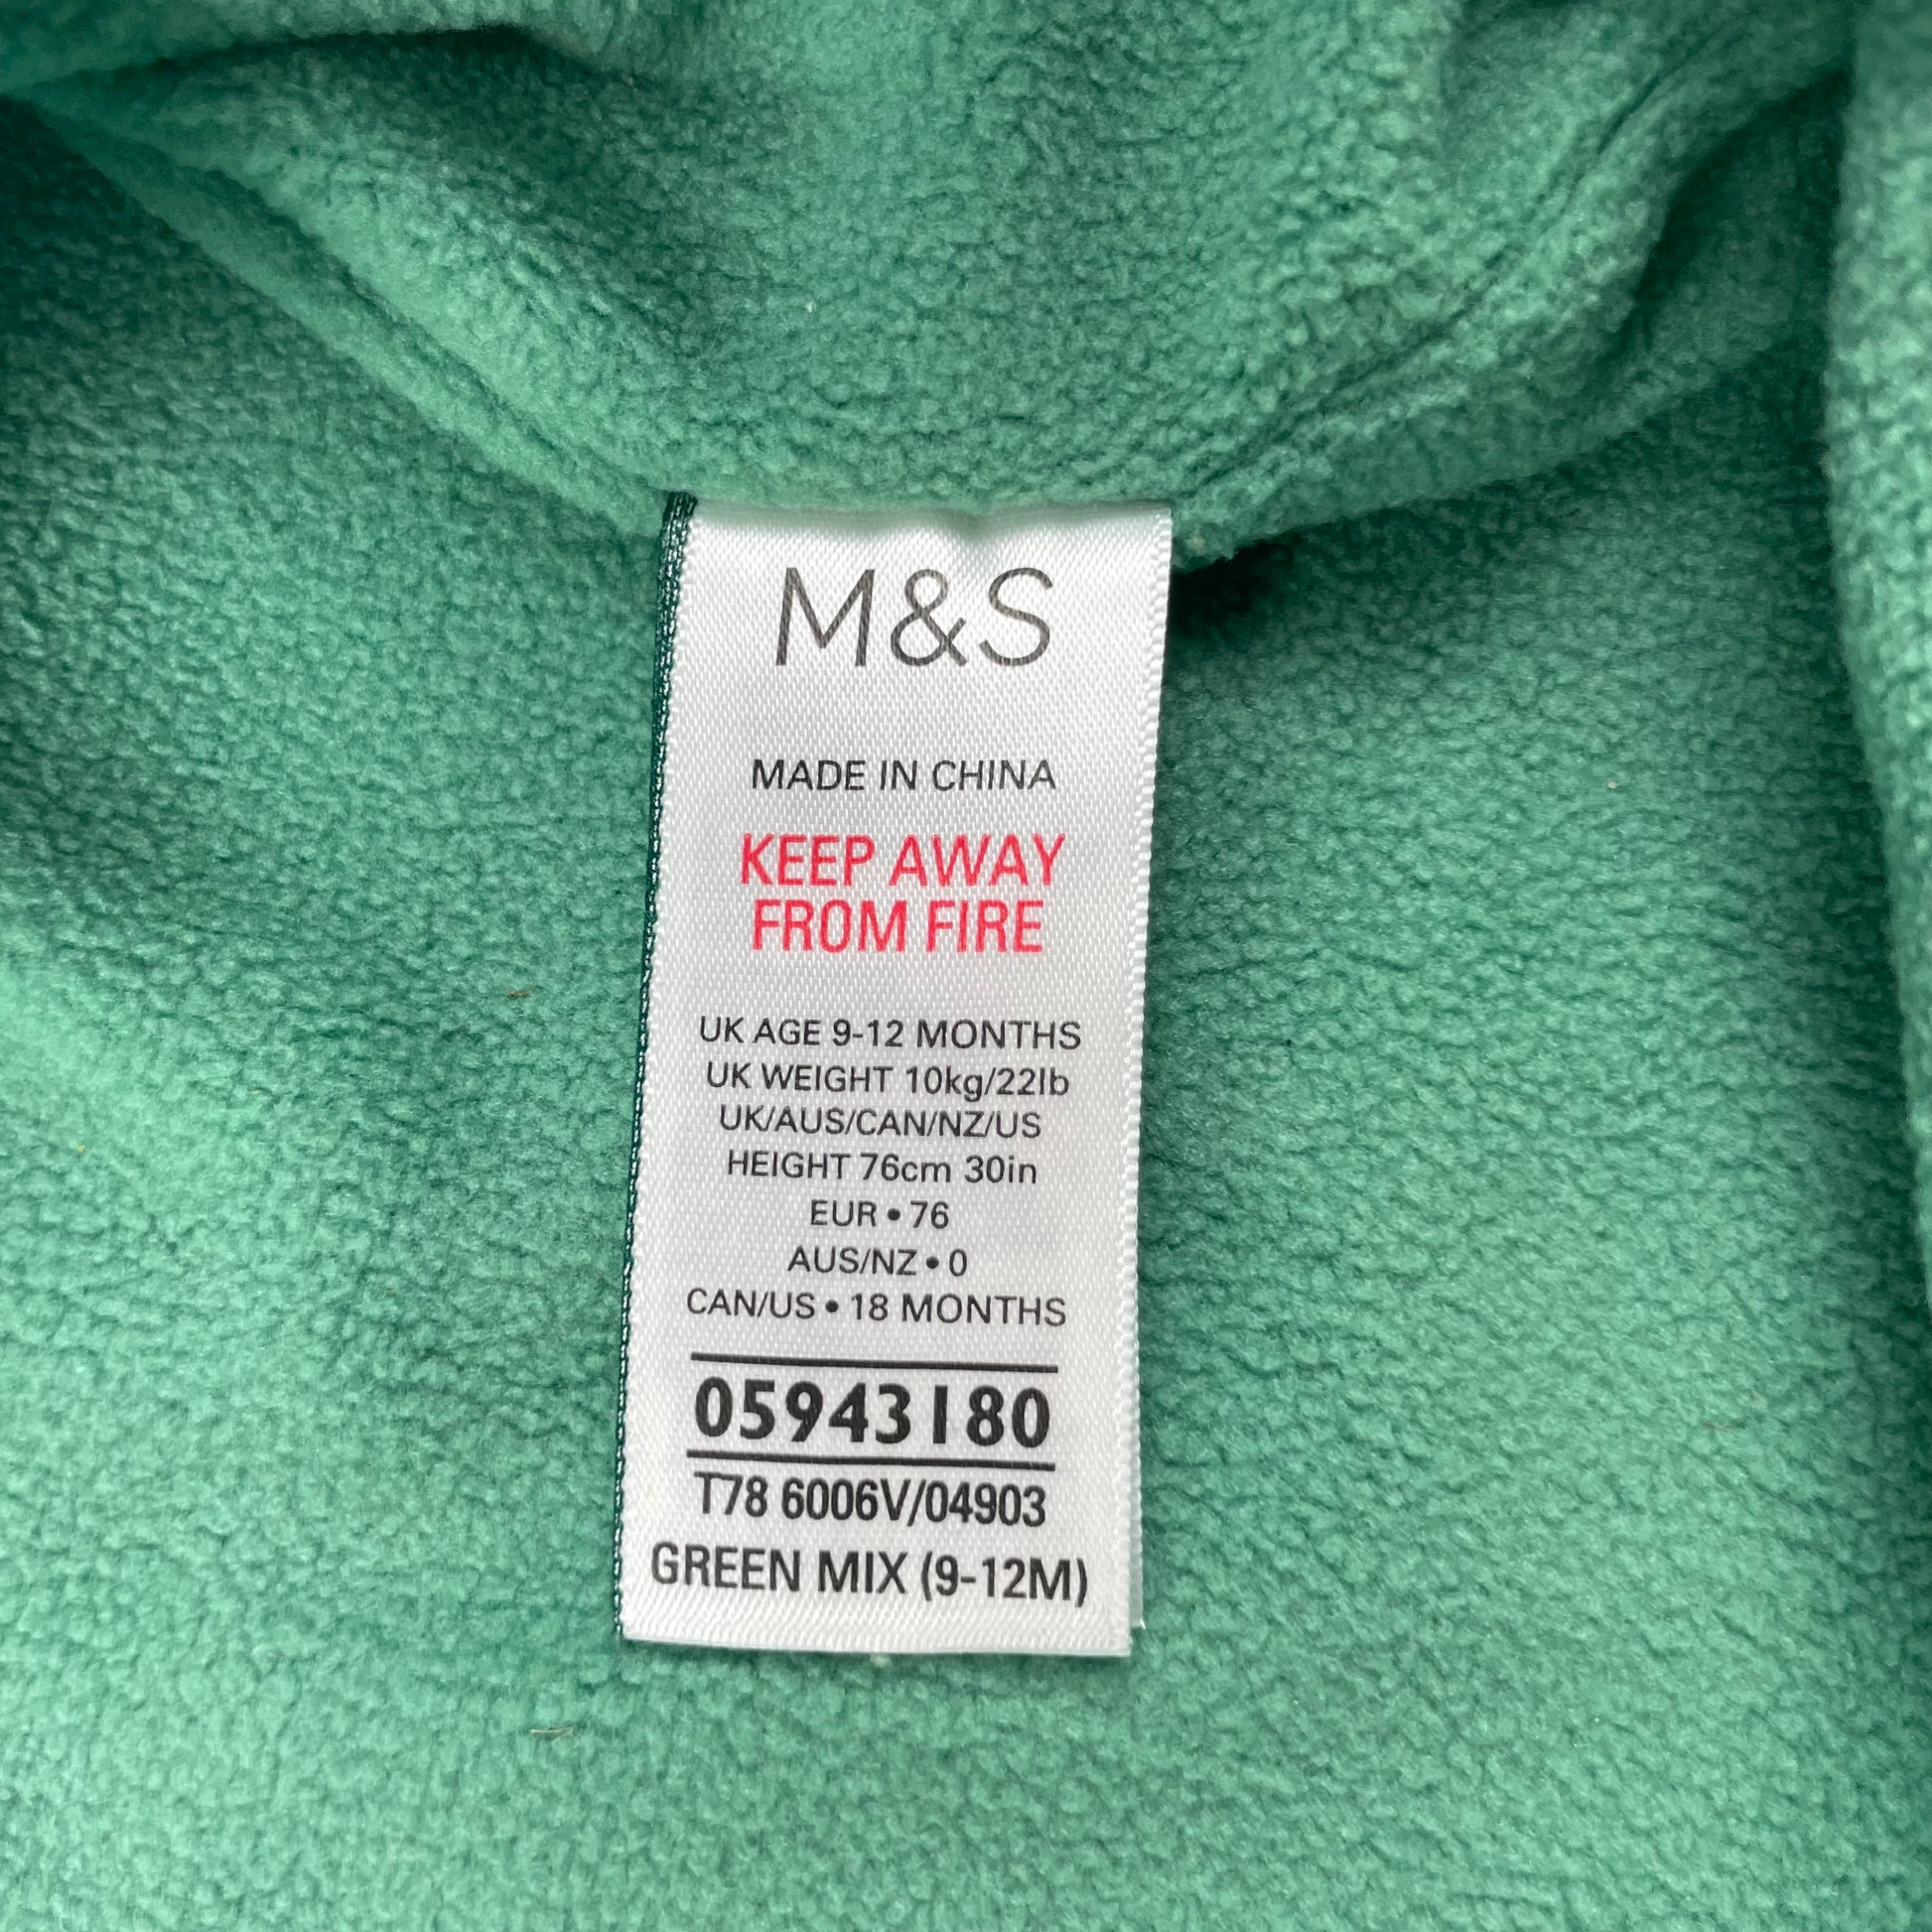 M&S
MADE IN CHINA
KEEP AWAY
FROM FIRE
UK AGE 9-12 MONTHS
UK WEIGHT 10kg/22lb
UK/AUS/CAN/NZ/US
HEIGHT 76cm 30in
EUR • 76
AUS/NZ • 0
CAN/US • 18 MONTHS
05943180
T78 6006V/04903
GREEN MIX (9-12M)